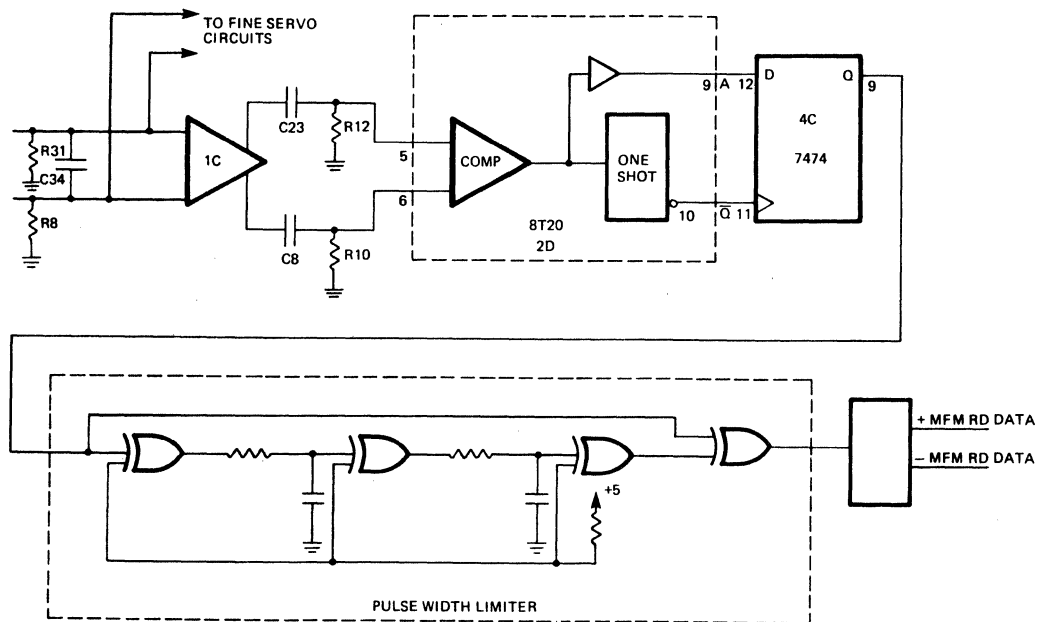 TO FINE SERVO
CIRCUITS
R31
C34
R8
1C
C23
R12
C8
R10
5
6
COMP
ONE
SHOT
8T20
2D
9 A 12
10 Q̅ 11
D Q
9
4C
7474
+5
PULSE WIDTH LIMITER
+ MFM RD DATA
– MFM RD DATA